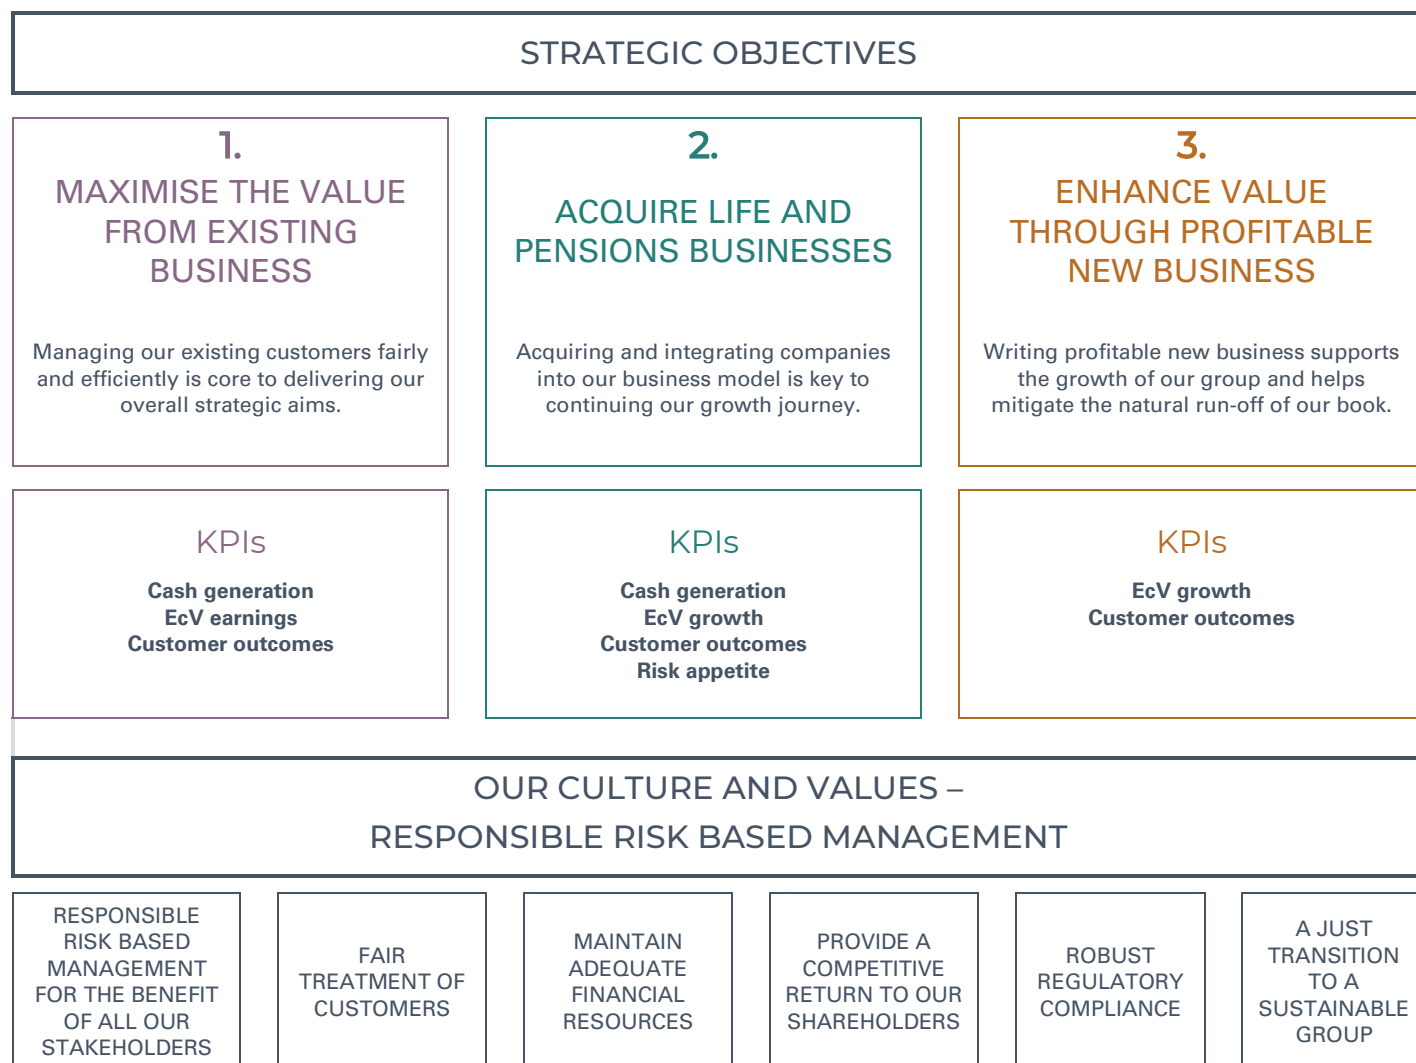 STRATEGIC OBJECTIVES
1.
MAXIMISE THE VALUE
FROM EXISTING
BUSINESS
Managing our existing customers fairly
and efficiently is core to delivering our
overall strategic aims.
2.
ACQUIRE LIFE AND
PENSIONS BUSINESSES
Acquiring and integrating companies
into our business model is key to
continuing our growth journey.
3.
ENHANCE VALUE
THROUGH PROFITABLE
NEW BUSINESS
Writing profitable new business supports
the growth of our group and helps
mitigate the natural run-off of our book.
KPIs
Cash generation
EcV earnings
Customer outcomes
KPIs
Cash generation
EcV growth
Customer outcomes
Risk appetite
KPIs
EcV growth
Customer outcomes
OUR CULTURE AND VALUES –
RESPONSIBLE RISK BASED MANAGEMENT
RESPONSIBLE
RISK BASED
MANAGEMENT
FOR THE BENEFIT
OF ALL OUR
STAKEHOLDERS
FAIR
TREATMENT OF
CUSTOMERS
MAINTAIN
ADEQUATE
FINANCIAL
RESOURCES
PROVIDE A
COMPETITIVE
RETURN TO OUR
SHAREHOLDERS
ROBUST
REGULATORY
COMPLIANCE
A JUST
TRANSITION
TO A
SUSTAINABLE
GROUP